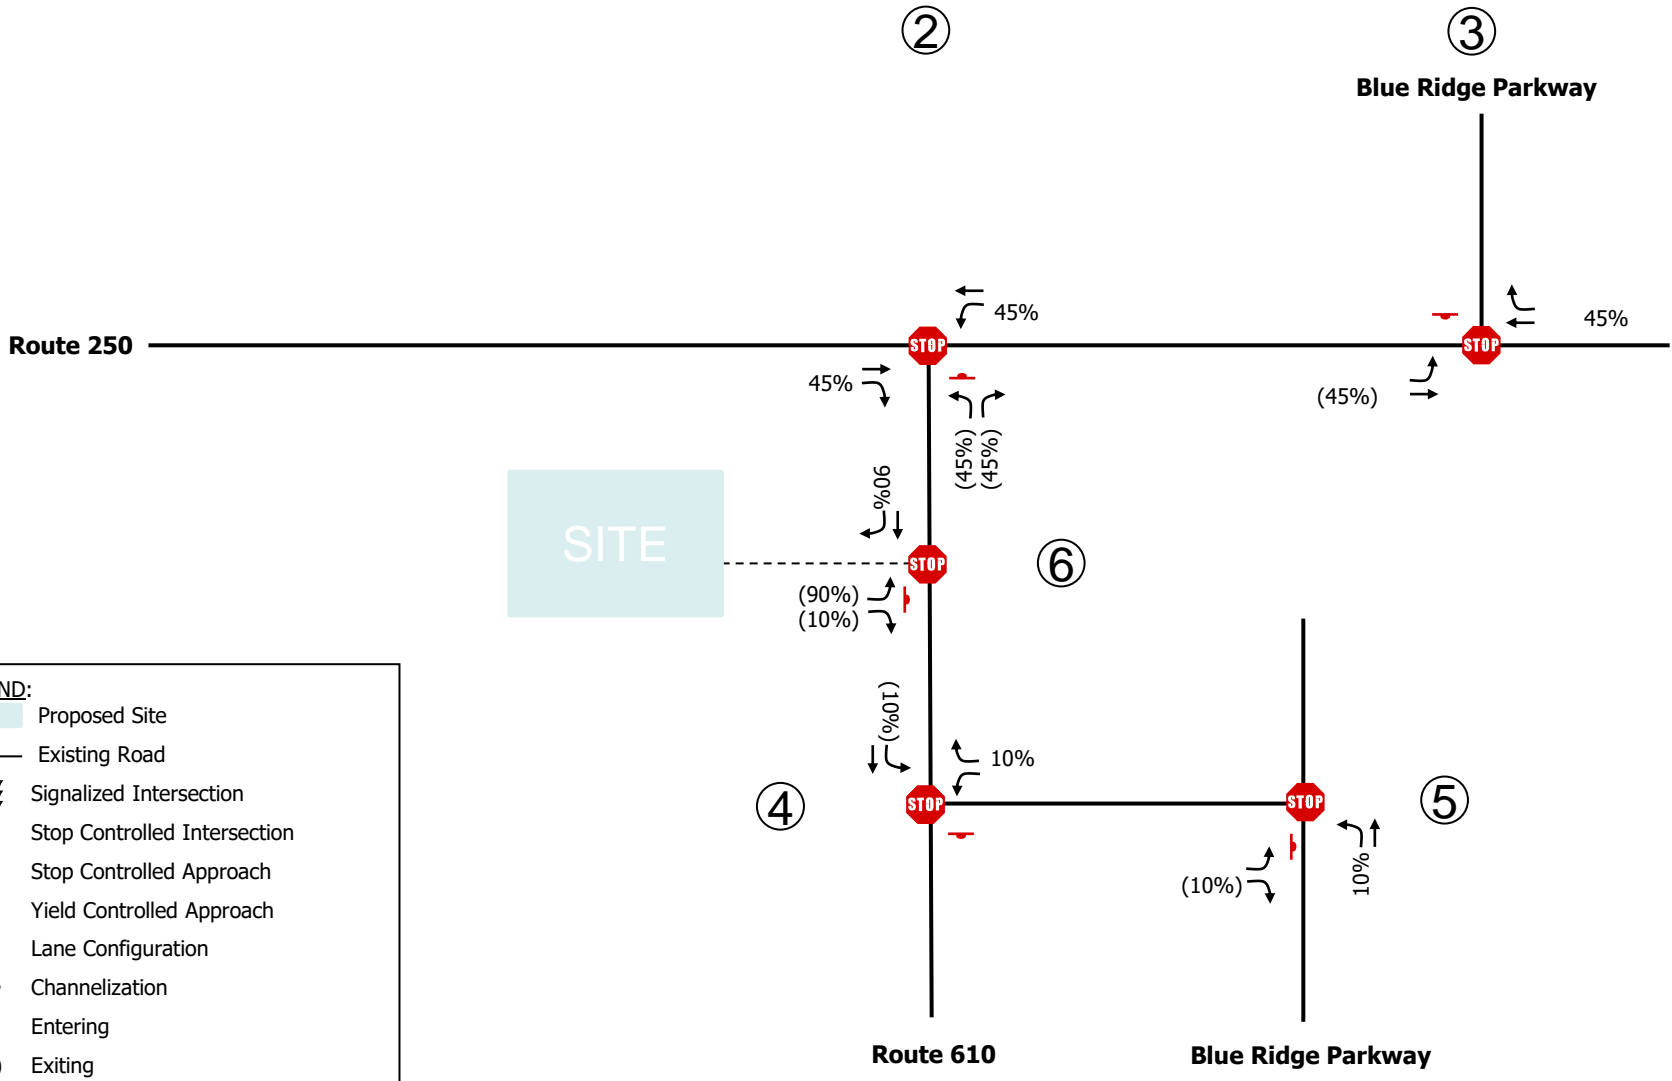 2
3
Blue Ridge Parkway
45%
45%
Route 250
STOP
STOP
45%
(45%)
(45%)
(45%)
90%
SITE
STOP
6
(90%)
(10%)
(10%)
ND:
Proposed Site
Existing Road
10%
Signalized Intersection
4
STOP
STOP
5
Stop Controlled Intersection
Stop Controlled Approach
10%
(10%)
Yield Controlled Approach
Lane Configuration
Channelization
Entering
) Exiting
Route 610
Blue Ridge Parkway